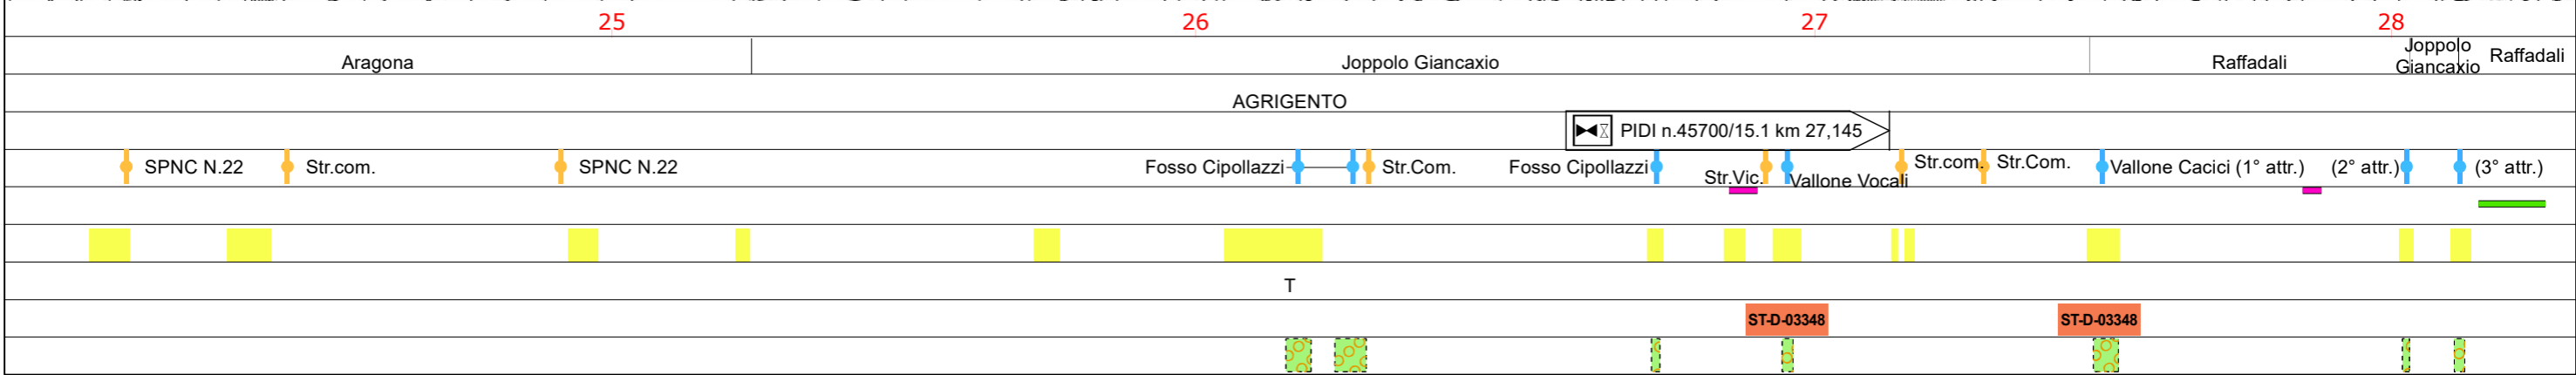 25 26 27 28
Aragona Joppolo Giancaxio Raffadali Joppolo Giancaxio Raffadali
AGRIGENTO
PIDI n.45700/15.1 km 27,145
SPNC N.22 Str.com. SPNC N.22 Fosso Cipollazzi Str.Com. Fosso Cipollazzi Str.Vic. Vallone Vocali Str.com. Str.Com. Vallone Cacici (1° attr.) (2° attr.) (3° attr.)
T
ST-D-03348 ST-D-03348